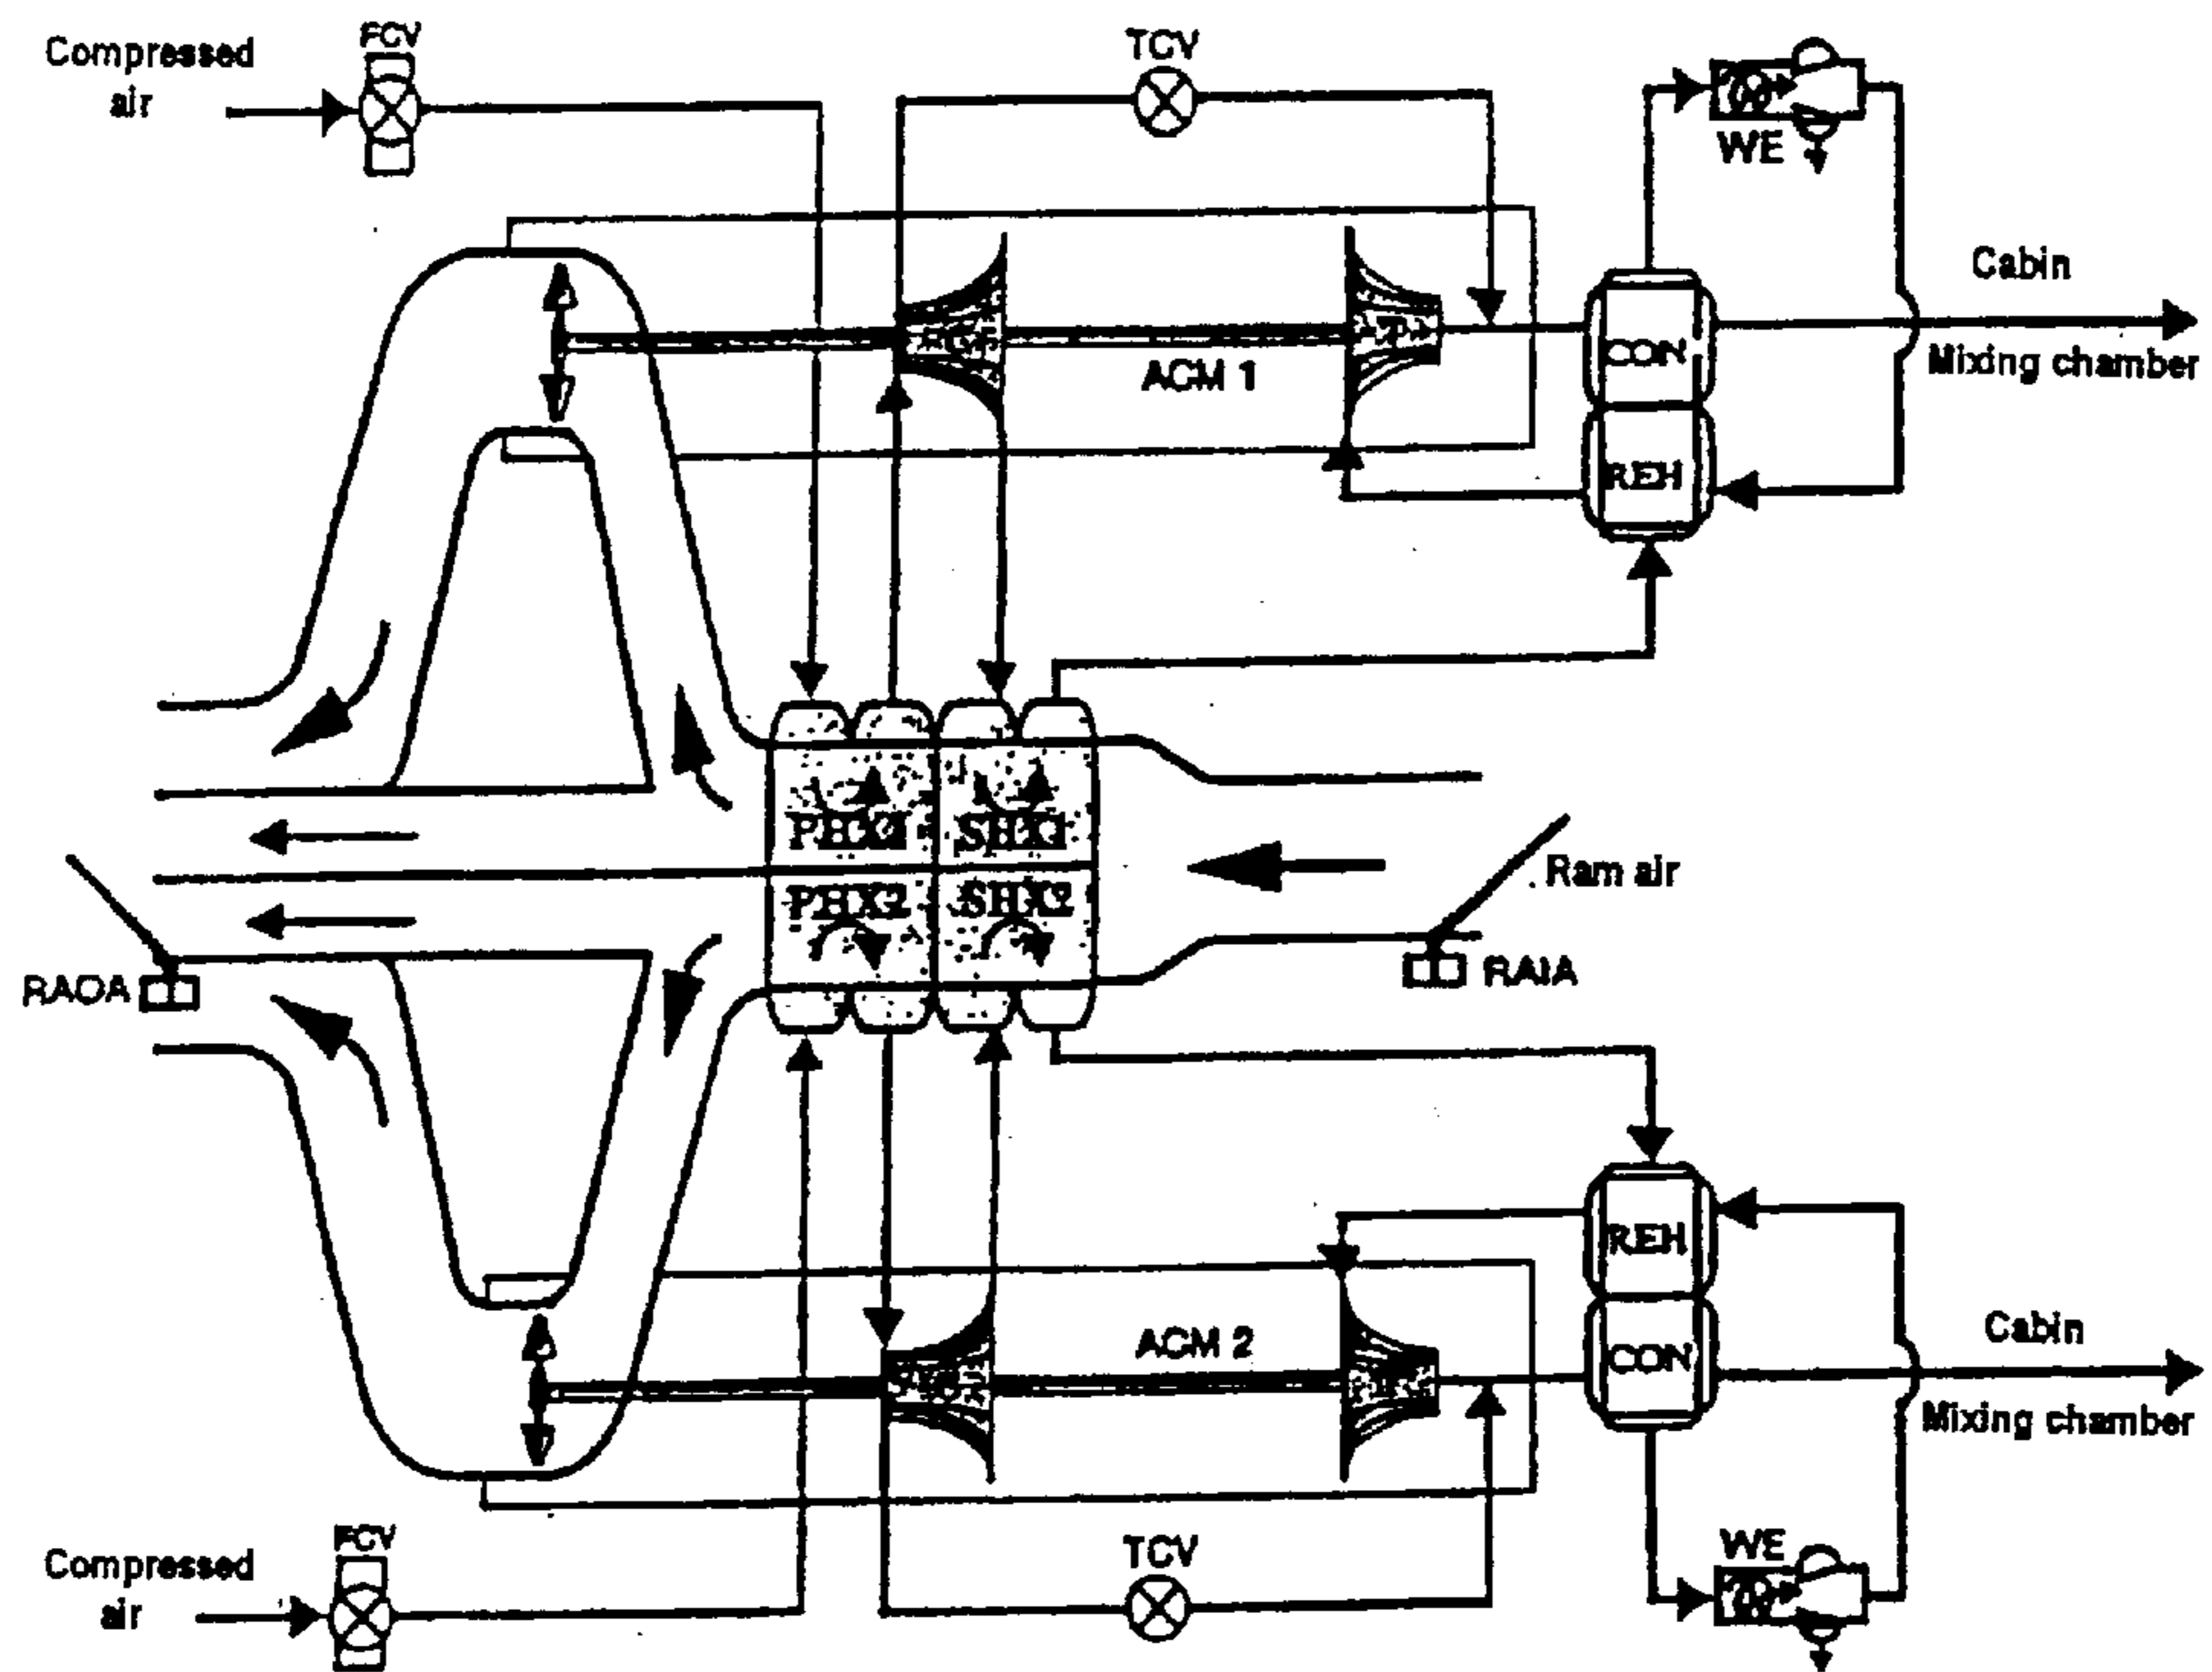 FCV
Compressed
air
TCV
WE
Cabin
Mixing chamber
ACM 1
CON
REH
PHX1
SHX1
Ram air
PHX2
SHX2
RAOA
RAIA
REH
ACM 2
CON
Cabin
Mixing chamber
FCV
Compressed
air
TCV
WE